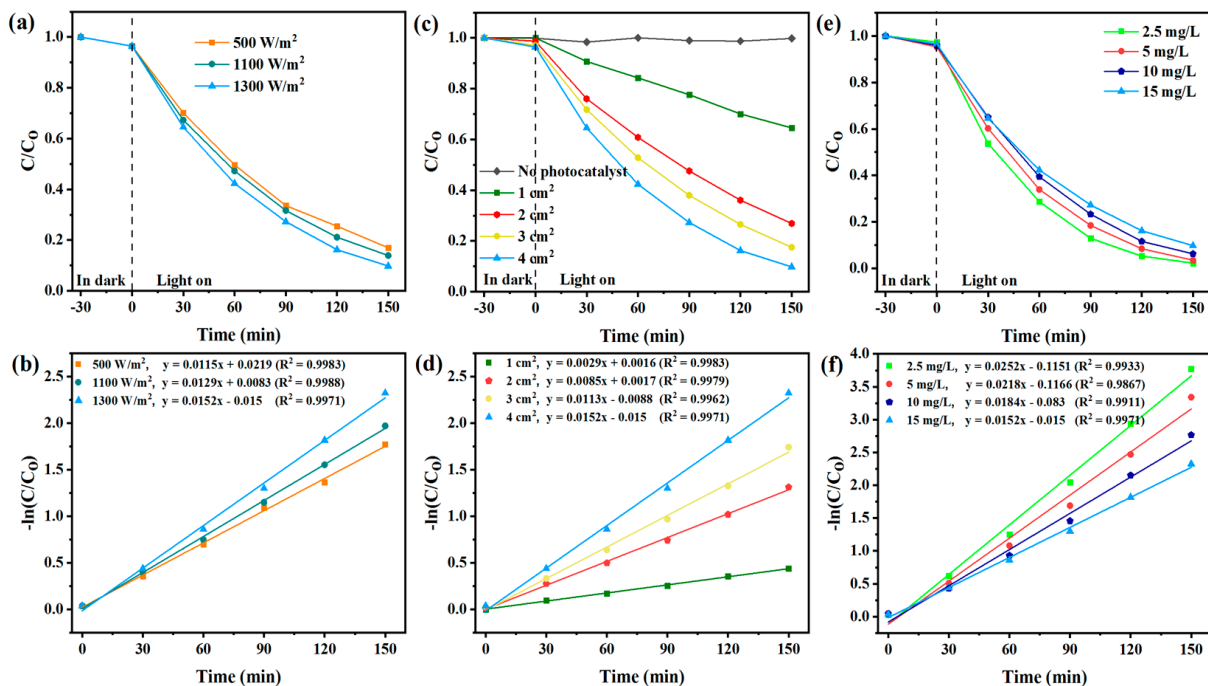 (a)
500 W/m²
1100 W/m²
1300 W/m²
1.0
0.8
0.6
0.4
0.2
0.0
C/C₀
In dark
Light on
-30 0 30 60 90 120 150
Time (min)
(c)
1.0
0.8
0.6
0.4
0.2
0.0
C/C₀
No photocatalyst
1 cm²
2 cm²
3 cm²
4 cm²
In dark
Light on
-30 0 30 60 90 120 150
Time (min)
(e)
2.5 mg/L
5 mg/L
10 mg/L
15 mg/L
1.0
0.8
0.6
0.4
0.2
0.0
C/C₀
In dark
Light on
-30 0 30 60 90 120 150
Time (min)
(b)
500 W/m², y = 0.0115x + 0.0219 (R² = 0.9983)
1100 W/m², y = 0.0129x + 0.0083 (R² = 0.9988)
1300 W/m², y = 0.0152x - 0.015 (R² = 0.9971)
2.5
2.0
1.5
1.0
0.5
0.0
-ln(C/C₀)
0 30 60 90 120 150
Time (min)
(d)
1 cm², y = 0.0029x + 0.0016 (R² = 0.9983)
2 cm², y = 0.0085x + 0.0017 (R² = 0.9979)
3 cm², y = 0.0113x - 0.0088 (R² = 0.9962)
4 cm², y = 0.0152x - 0.015 (R² = 0.9971)
2.5
2.0
1.5
1.0
0.5
0.0
-ln(C/C₀)
0 30 60 90 120 150
Time (min)
(f)
2.5 mg/L, y = 0.0252x - 0.1151 (R² = 0.9933)
5 mg/L, y = 0.0218x - 0.1166 (R² = 0.9867)
10 mg/L, y = 0.0184x - 0.083 (R² = 0.9911)
15 mg/L, y = 0.0152x - 0.015 (R² = 0.9971)
4.0
3.5
3.0
2.5
2.0
1.5
1.0
0.5
0.0
-ln(C/C₀)
0 30 60 90 120 150
Time (min)